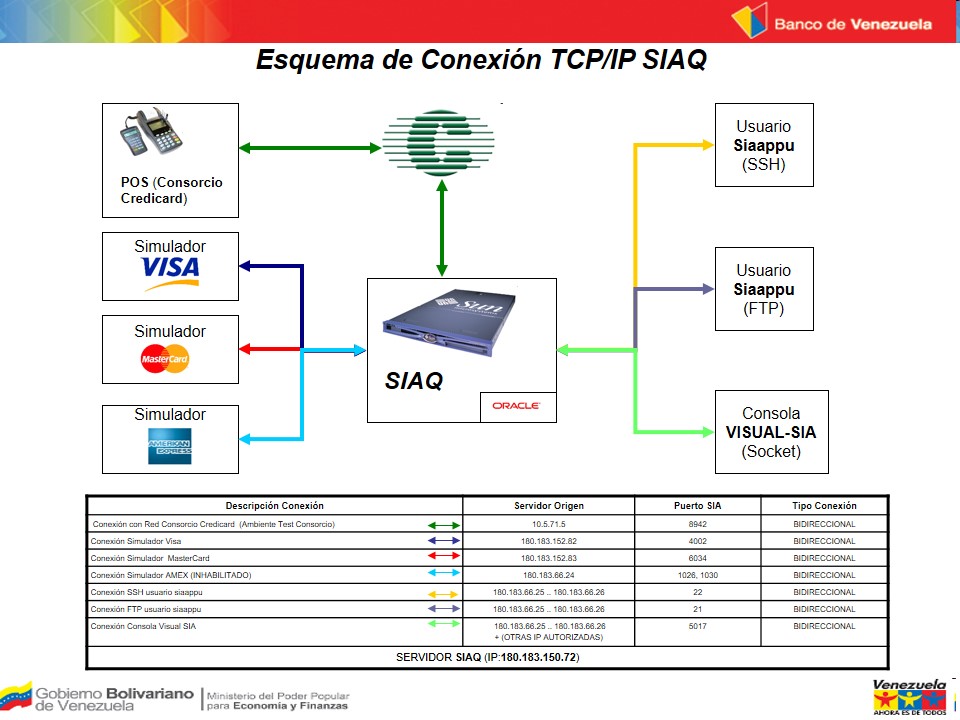 Banco de Venezuela
Esquema de Conexión TCP/IP SIAQ
POS (Consorcio
Credicard)
Simulador
VISA
Simulador
MasterCard
Simulador
AMERICAN
EXPRESS
Sun
SIAQ
ORACLE
Usuario
Siaappu
(SSH)
Usuario
Siaappu
(FTP)
Consola
VISUAL-SIA
(Socket)
Descripción Conexión Servidor Origen Puerto SIA Tipo Conexión
Conexión con Red Consorcio Credicard (Ambiente Test Consorcio) 10.5.71.5 8942 BIDIRECCIONAL
Conexión Simulador Visa 180.183.152.82 4002 BIDIRECCIONAL
Conexión Simulador MasterCard 180.183.152.83 6034 BIDIRECCIONAL
Conexión Simulador AMEX (INHABILITADO) 180.183.66.24 1026, 1030 BIDIRECCIONAL
Conexión SSH usuario siaappu 180.183.66.25 .. 180.183.66.26 22 BIDIRECCIONAL
Conexión FTP usuario siaappu 180.183.66.25 .. 180.183.66.26 21 BIDIRECCIONAL
Conexión Consola Visual SIA 180.183.66.25 .. 180.183.66.26 5017 BIDIRECCIONAL
+ (OTRAS IP AUTORIZADAS)
SERVIDOR SIAQ (IP:180.183.150.72)
Gobierno Bolivariano
de Venezuela
Ministerio del Poder Popular
para Economía y Finanzas
Venezuela
AHORA ES DE TODOS